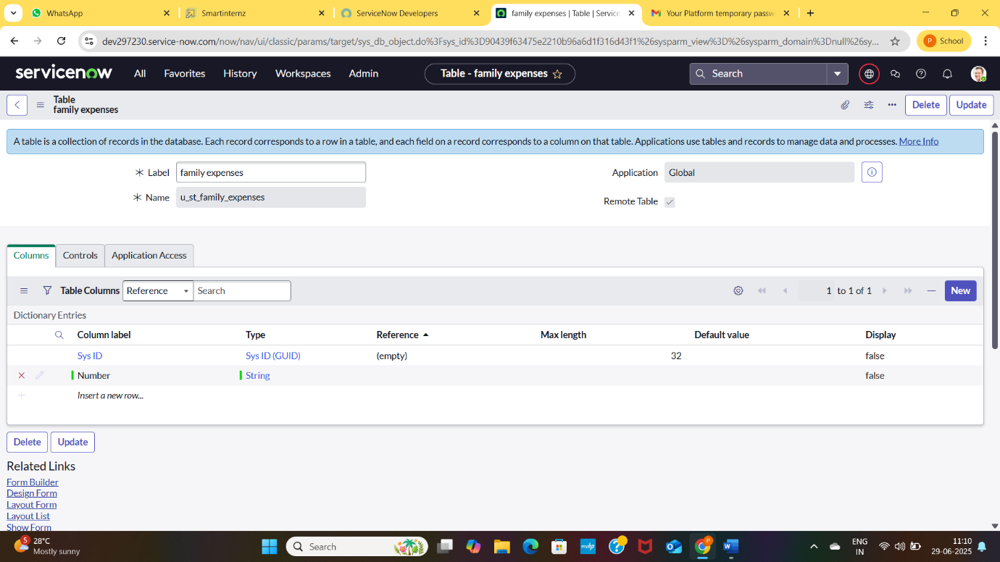 WhatsApp
Smartinternz
ServiceNow Developers
family expenses | Table | Service
Your Platform temporary passw
dev297230.service-now.com/now/nav/ui/classic/params/target/sys_db_object.do%3Fsys_id%3D90439f63475e2210b96a6d1f316d43f1%26sysparm_view%3D%26sysparm_domain%3Dnull%26sy...
P School
servicenow All Favorites History Workspaces Admin Table - family expenses Search
Table
family expenses
Delete Update
A table is a collection of records in the database. Each record corresponds to a row in a table, and each field on a record corresponds to a column on that table. Applications use tables and records to manage data and processes. More Info
Label family expenses Application Global
Name u_st_family_expenses Remote Table
Columns Controls Application Access
Table Columns Reference Search 1 to 1 of 1 New
Dictionary Entries
Column label Type Reference Max length Default value Display
Sys ID Sys ID (GUID) (empty) 32 false
Number String false
Insert a new row...
Delete Update
Related Links
Form Builder
Design Form
Layout Form
Layout List
Show Form
5 28°C
Mostly sunny
Search
myhp
P
W
ENG
IN
11:10
29-06-2025